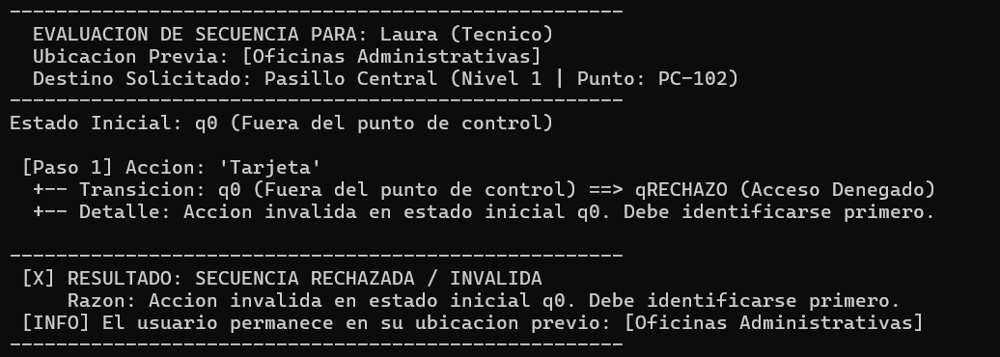 -----------------------------------------------------
EVALUACION DE SECUENCIA PARA: Laura (Tecnico)
Ubicacion Previa: [Oficinas Administrativas]
Destino Solicitado: Pasillo Central (Nivel 1 | Punto: PC-102)
-----------------------------------------------------
Estado Inicial: q0 (Fuera del punto de control)
[Paso 1] Accion: 'Tarjeta'
+-- Transicion: q0 (Fuera del punto de control) ==> qRECHAZO (Acceso Denegado)
+-- Detalle: Accion invalida en estado inicial q0. Debe identificarse primero.
-----------------------------------------------------
[X] RESULTADO: SECUENCIA RECHAZADA / INVALIDA
Razon: Accion invalida en estado inicial q0. Debe identificarse primero.
[INFO] El usuario permanece en su ubicacion previo: [Oficinas Administrativas]
-----------------------------------------------------